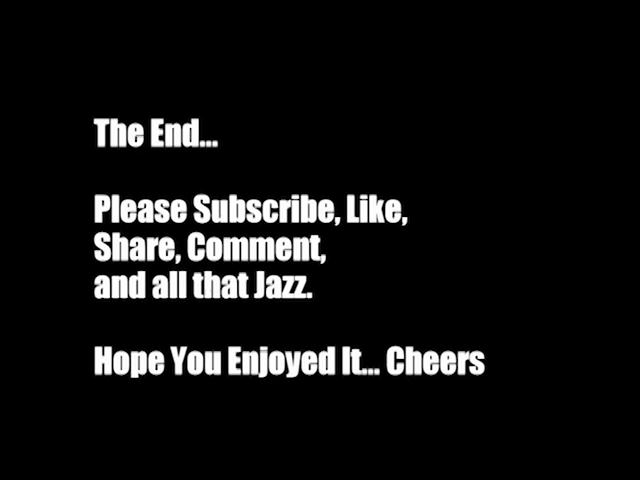 The End...
Please Subscribe, Like,
Share, Comment,
and all that Jazz.
Hope You Enjoyed It... Cheers